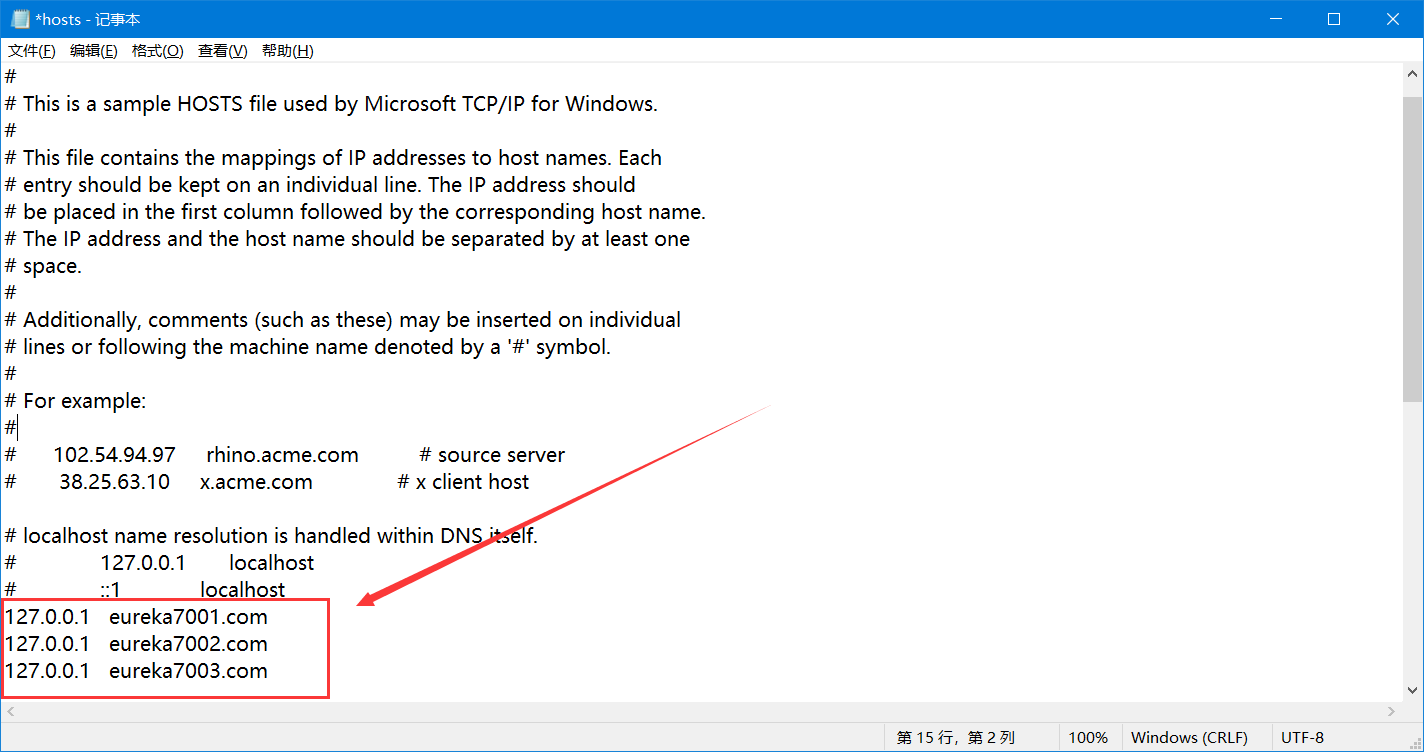 *hosts - 记事本
文件(F) 编辑(E) 格式(O) 查看(V) 帮助(H)
#
# This is a sample HOSTS file used by Microsoft TCP/IP for Windows.
#
# This file contains the mappings of IP addresses to host names. Each
# entry should be kept on an individual line. The IP address should
# be placed in the first column followed by the corresponding host name.
# The IP address and the host name should be separated by at least one
# space.
#
# Additionally, comments (such as these) may be inserted on individual
# lines or following the machine name denoted by a '#' symbol.
#
# For example:
#
# 102.54.94.97 rhino.acme.com # source server
# 38.25.63.10 x.acme.com # x client host
# localhost name resolution is handled within DNS itself.
# 127.0.0.1 localhost
# ::1 localhost
127.0.0.1 eureka7001.com
127.0.0.1 eureka7002.com
127.0.0.1 eureka7003.com
第 15 行，第 2 列 100% Windows (CRLF) UTF-8